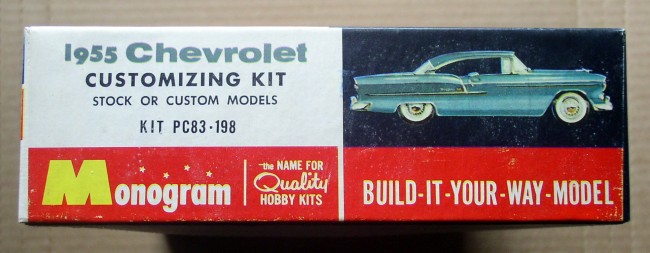 1955 Chevrolet
CUSTOMIZING KIT
STOCK OR CUSTOM MODELS
KIT PC83-198
Monogram
the NAME FOR
Quality
HOBBY KITS
BUILD-IT-YOUR-WAY-MODEL